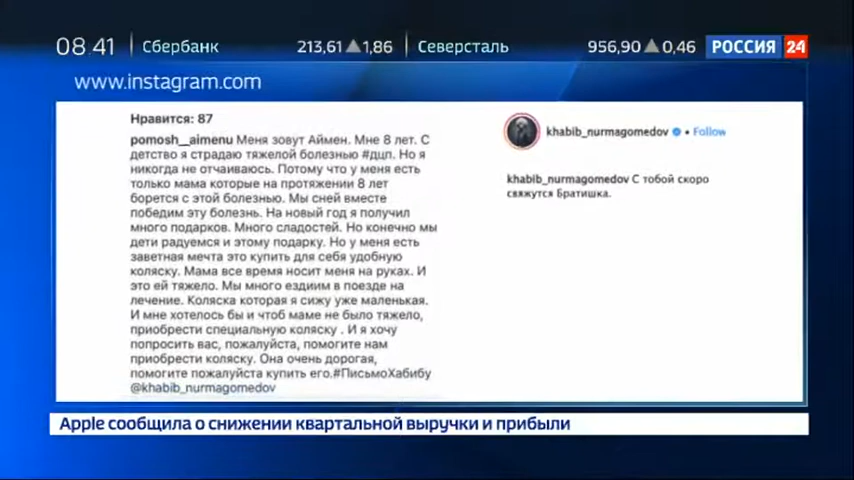 08.41 Сбербанк 213,61▲1,86 Северсталь 956,90▲0,46 РОССИЯ 24
www.instagram.com
Нравится: 87
pomosh__aimenu Меня зовут Аймен. Мне 8 лет. С
детство я страдаю тяжелой болезнью #дцп. Но я
никогда не отчаиваюсь. Потому что у меня есть
только мама которые на протяжении 8 лет
борется с этой болезнью. Мы сней вместе
победим эту болезнь. На новый год я получил
много подарков. Много сладостей. Но конечно мы
дети радуемся и этому подарку. Но у меня есть
заветная мечта это купить для себя удобную
коляску. Мама все время носит меня на руках. И
это ей тяжело. Мы много ездиим в поезде на
лечение. Коляска которая я сижу уже маленькая.
И мне хотелось бы и чтоб маме не было тяжело,
приобрести специальную коляску . И я хочу
попросить вас, пожалуйста, помогите нам
приобрести коляску. Она очень дорогая,
помогите пожалуйста купить его.#ПисьмоХабибу
@khabib_nurmagomedov
khabib_nurmagomedov • Follow
khabib_nurmagomedov С тобой скоро
свяжутся Братишка.
Apple сообщила о снижении квартальной выручки и прибыли